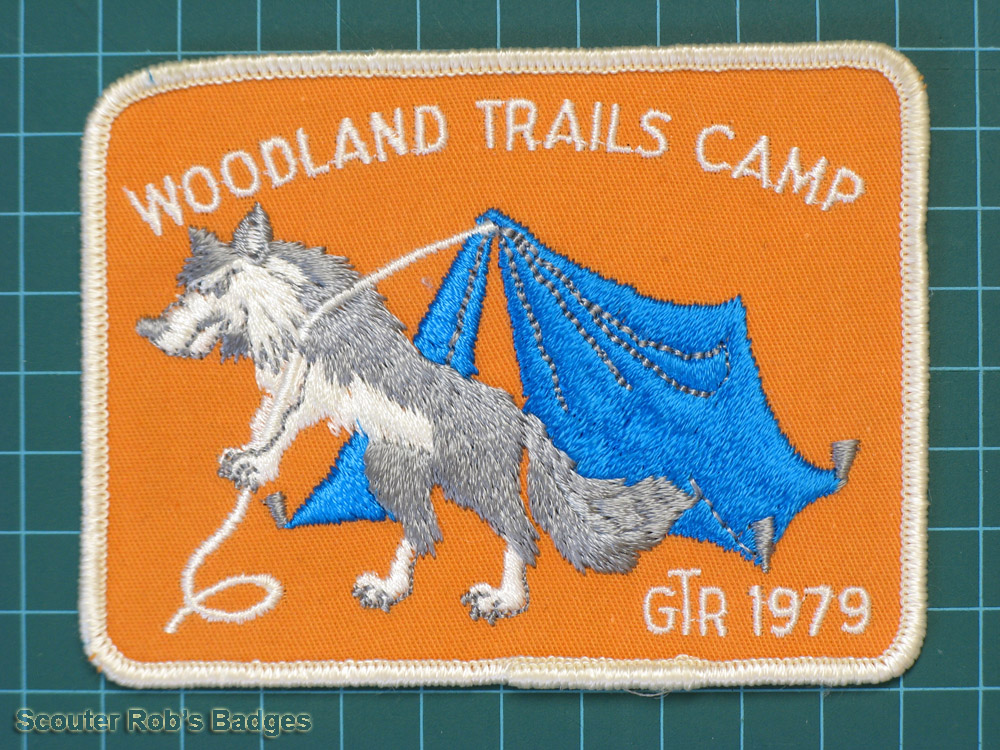 WOODLAND TRAILS CAMP
GTR 1979
Scouter Rob's Badges